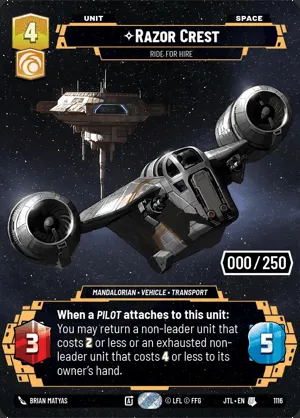 4
UNIT
SPACE
✧RAZOR CREST
RIDE FOR HIRE
000/250
MANDALORIAN • VEHICLE • TRANSPORT
3
5
When a PILOT attaches to this unit:
You may return a non-leader unit that
costs 2 or less or an exhausted non-
leader unit that costs 4 or less to its
owner's hand.
BRIAN MATYAS
© LFL © FFG
JTL • EN
1116